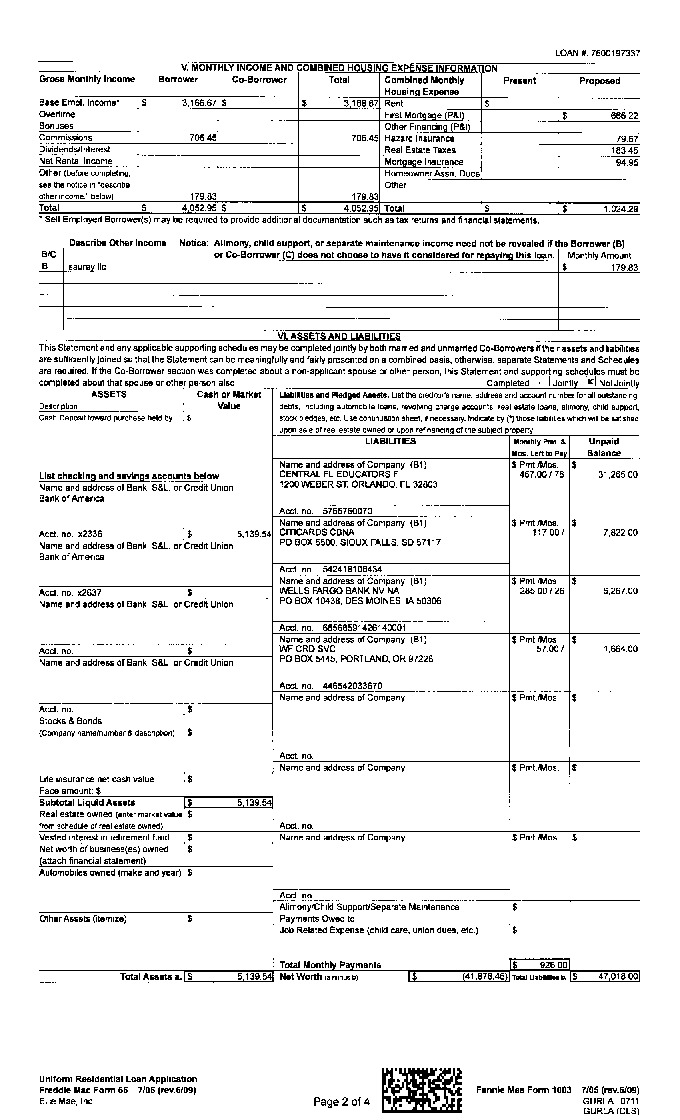 LOAN #: 7600197337
V. MONTHLY INCOME AND COMBINED HOUSING EXPENSE INFORMATION
Gross Monthly Income Borrower Co-Borrower Total Combined Monthly Housing Expense Present Proposed
Base Empl. Income* $ 3,166.67 $ $ 3,166.67 Rent $
Overtime First Mortgage (P&I) $ 666.22
Bonuses Other Financing (P&I)
Commissions 706.45 706.45 Hazard Insurance 79.67
Dividends/Interest Real Estate Taxes 183.45
Net Rental Income Mortgage Insurance 94.95
Other (before completing, Homeowner Assn. Dues
see the notice in "describe Other
other income," below) 179.83 179.83
Total $ 4,052.95 $ $ 4,052.95 Total $ $ 1,024.29
* Self Employed Borrower(s) may be required to provide additional documentation such as tax returns and financial statements.
Describe Other Income Notice: Alimony, child support, or separate maintenance income need not be revealed if the Borrower (B)
B/C or Co-Borrower (C) does not choose to have it considered for repaying this loan. Monthly Amount
B sauray llc $ 179.83
VI. ASSETS AND LIABILITIES
This Statement and any applicable supporting schedules may be completed jointly by both married and unmarried Co-Borrowers if their assets and liabilities
are sufficiently joined so that the Statement can be meaningfully and fairly presented on a combined basis, otherwise, separate Statements and Schedules
are required. If the Co-Borrower section was completed about a non-applicant spouse or other person, this Statement and supporting schedules must be
completed about that spouse or other person also Completed Jointly Not Jointly
ASSETS Cash or Market Value
Description
Cash Deposit toward purchase held by $
Liabilities and Pledged Assets. List the creditor's name, address and account number for all outstanding
debts, including automobile loans, revolving charge accounts, real estate loans, alimony, child support,
stock pledges, etc. Use continuation sheet, if necessary. Indicate by (*) those liabilities which will be satisfied
upon sale of real estate owned or upon refinancing of the subject property
LIABILITIES Monthly Pmt. & Mos. Left to Pay Unpaid Balance
List checking and savings accounts below
Name and address of Bank, S&L, or Credit Union
Bank of America
Name and address of Company (B1) $ Pmt./Mos. $
CENTRAL FL EDUCATORS F 467.00 / 76 31,265.00
1200 WEBER ST, ORLANDO, FL 32803
Acct. no. 5765760070
Acct. no. x2336 $ 5,139.54
Name and address of Bank, S&L, or Credit Union
Bank of America
Name and address of Company (B1) $ Pmt./Mos. $
CITICARDS CBNA 117.00 / 7,822.00
PO BOX 5500, SIOUX FALLS, SD 57117
Acct. no. 542418108434
Acct. no. x2637 $
Name and address of Bank, S&L, or Credit Union
Name and address of Company (B1) $ Pmt./Mos. $
WELLS FARGO BANK NV NA 285.00 / 26 6,267.00
PO BOX 10438, DES MOINES, IA 50306
Acct. no. 68568591426140001
Acct. no. $
Name and address of Bank, S&L, or Credit Union
Name and address of Company (B1) $ Pmt./Mos. $
WF CRD SVC 57.00 / 1,664.00
PO BOX 5445, PORTLAND, OR 97228
Acct. no. 446542033670
Acct. no. $
Stocks & Bonds
(Company name/number & description) $
Name and address of Company $ Pmt./Mos. $
Acct. no.
Life insurance net cash value $
Face amount: $
Subtotal Liquid Assets $ 5,139.54
Real estate owned (enter market value $
from schedule of real estate owned)
Name and address of Company $ Pmt./Mos. $
Acct. no.
Vested interest in retirement fund $
Net worth of business(es) owned $
(attach financial statement)
Automobiles owned (make and year) $
Name and address of Company $ Pmt./Mos. $
Acct. no.
Other Assets (itemize) $
Alimony/Child Support/Separate Maintenance $
Payments Owed to
Job Related Expense (child care, union dues, etc.) $
Total Monthly Payments $ 926.00
Total Assets a. $ 5,139.54 Net Worth (a minus b) $ (41,878.46) Total Liabilities b. $ 47,018.00
Uniform Residential Loan Application
Freddie Mac Form 65 7/05 (rev.6/09)
Ellie Mae, Inc
Page 2 of 4
Fannie Mae Form 1003 7/05 (rev.6/09)
GURLA 0711
GURLA (CLS)